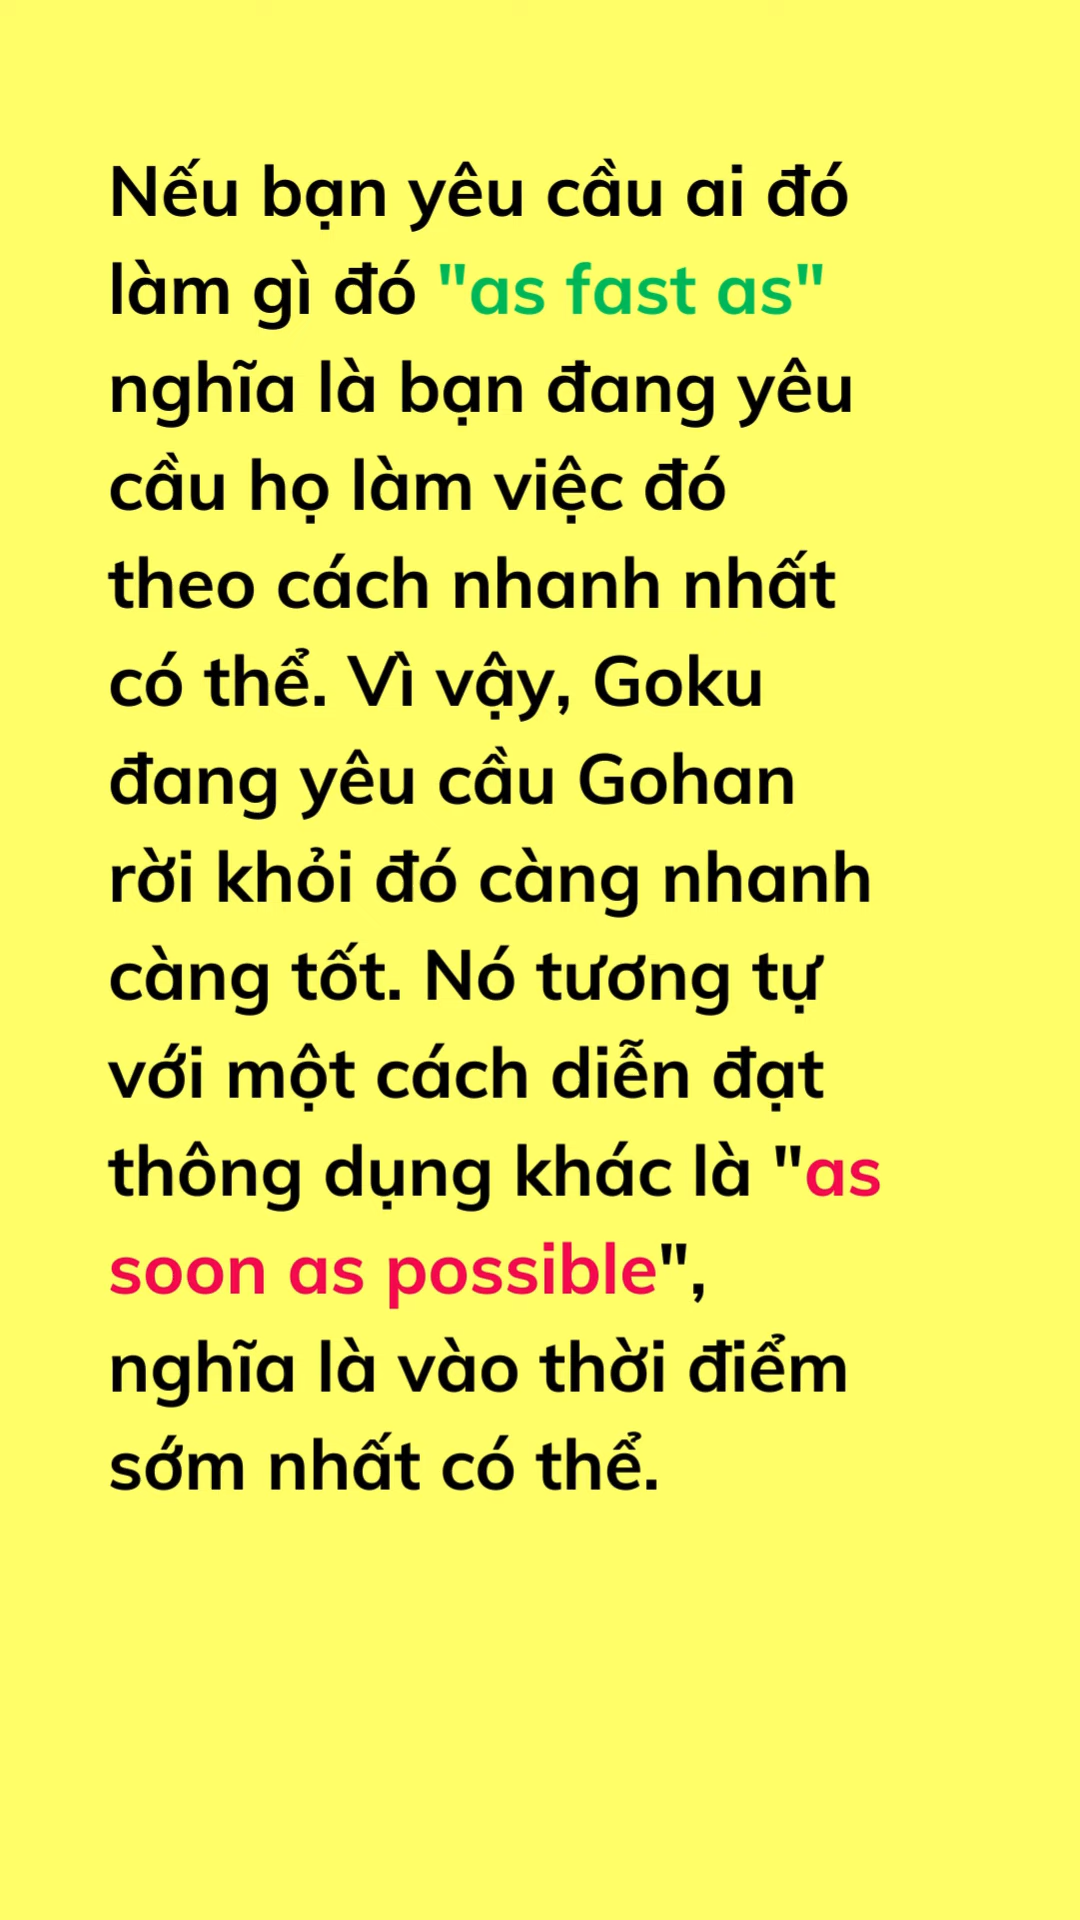 Nếu bạn yêu cầu ai đó
làm gì đó "as fast as"
nghĩa là bạn đang yêu
cầu họ làm việc đó
theo cách nhanh nhất
có thể. Vì vậy, Goku
đang yêu cầu Gohan
rời khỏi đó càng nhanh
càng tốt. Nó tương tự
với một cách diễn đạt
thông dụng khác là "as
soon as possible",
nghĩa là vào thời điểm
sớm nhất có thể.